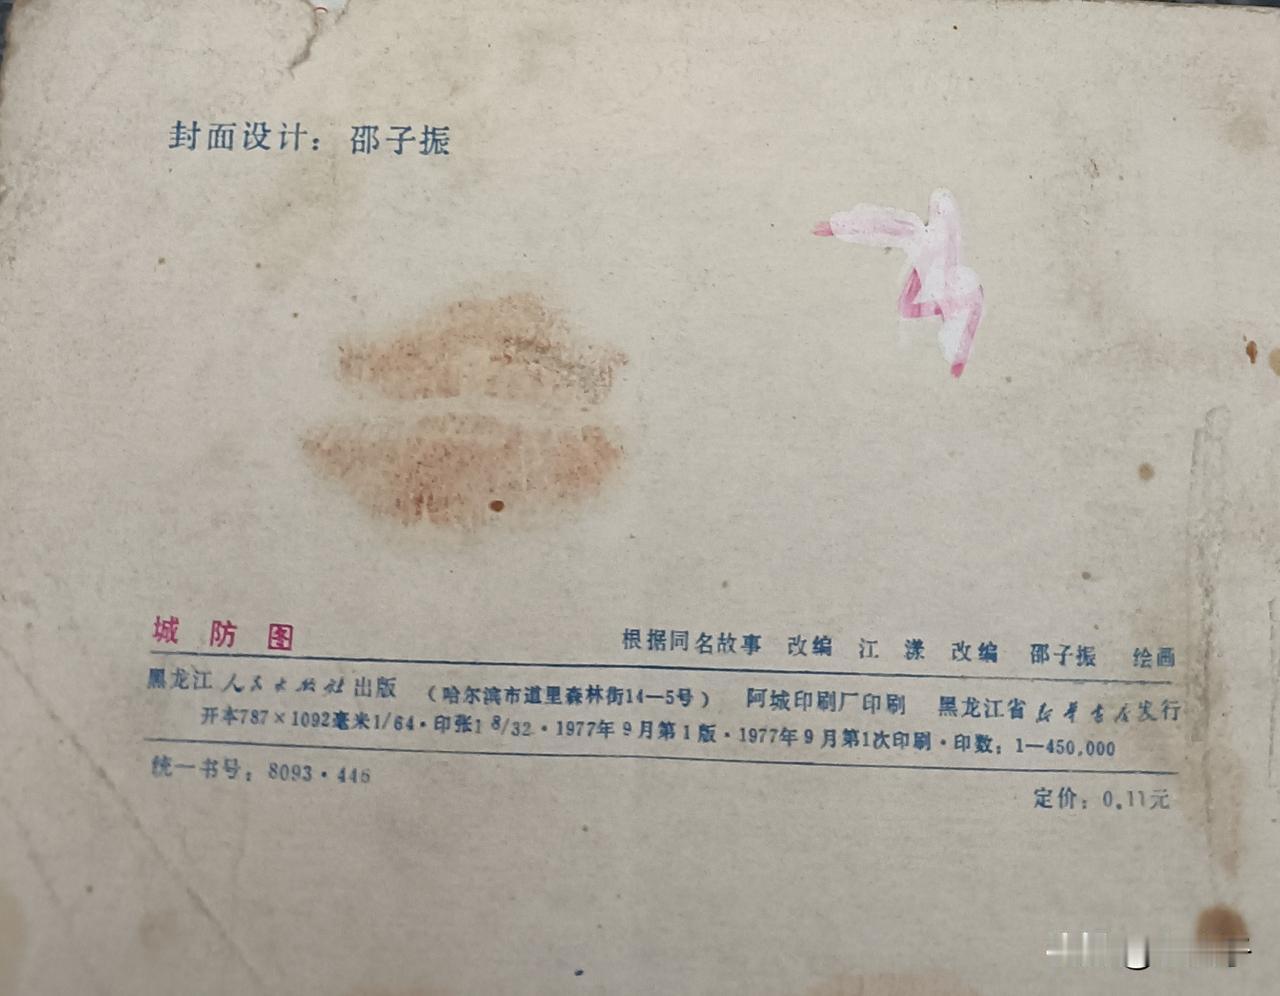 封面设计：邵子振
城防图
根据同名故事 改编 江漾 改编 邵子振 绘画
黑龙江人民出版社出版 （哈尔滨市道里森林街14—5号） 阿城印刷厂印刷 黑龙江省新华书店发行
开本787×1092毫米1/64·印张1 8/32·1977年9月第1版·1977年9月第1次印刷·印数：1—450,000
统一书号：8093·446
定价：0.11元